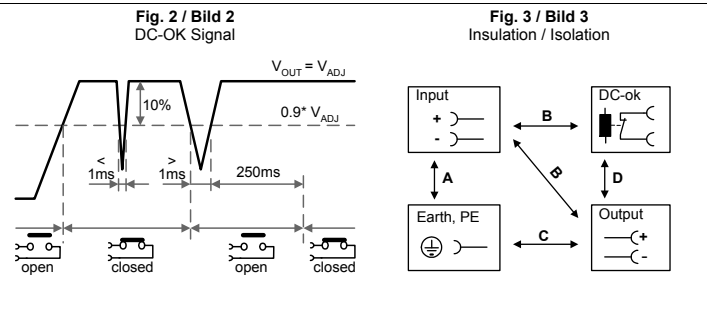 Fig. 2 / Bild 2
DC-OK Signal
V_OUT = V_ADJ
10%
0.9* V_ADJ
<
1ms
>
1ms
250ms
open
closed
open
closed
Fig. 3 / Bild 3
Insulation / Isolation
Input
+
-
DC-ok
B
A
B
D
Earth, PE
C
Output
+
-